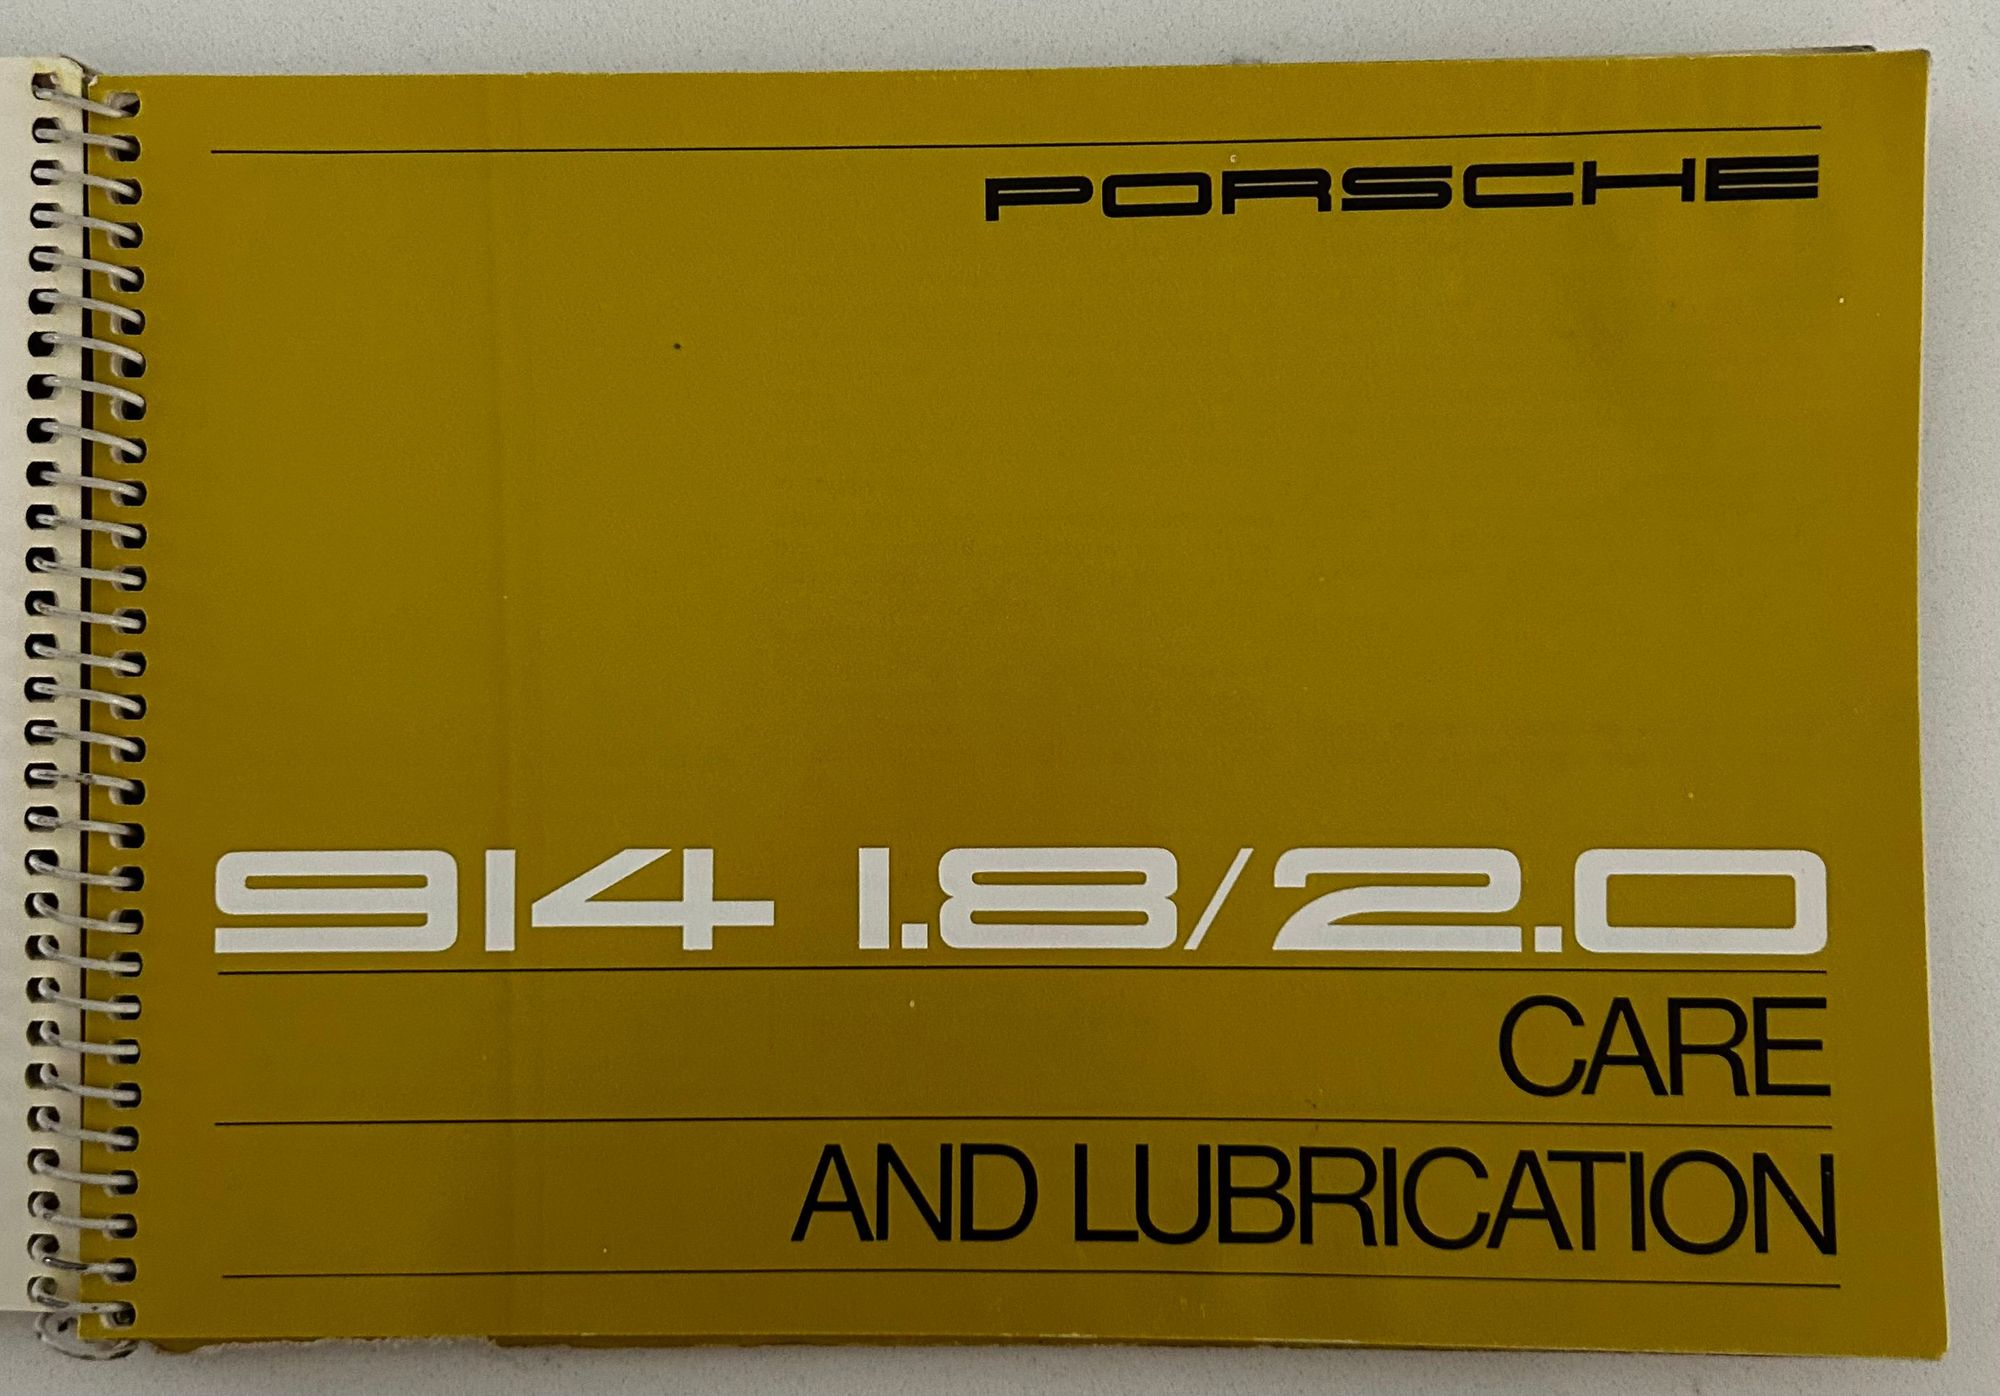 PORSCHE
914 1.8/2.0
CARE
AND LUBRICATION